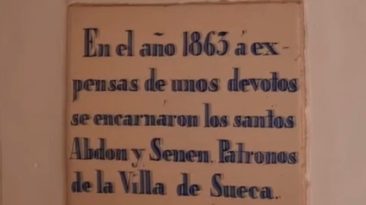 En el año 1863 á ex-
pensas de unos devotos
se encarnaron los santos
Abdon y Senen. Patronos
de la Villa de Sueca.